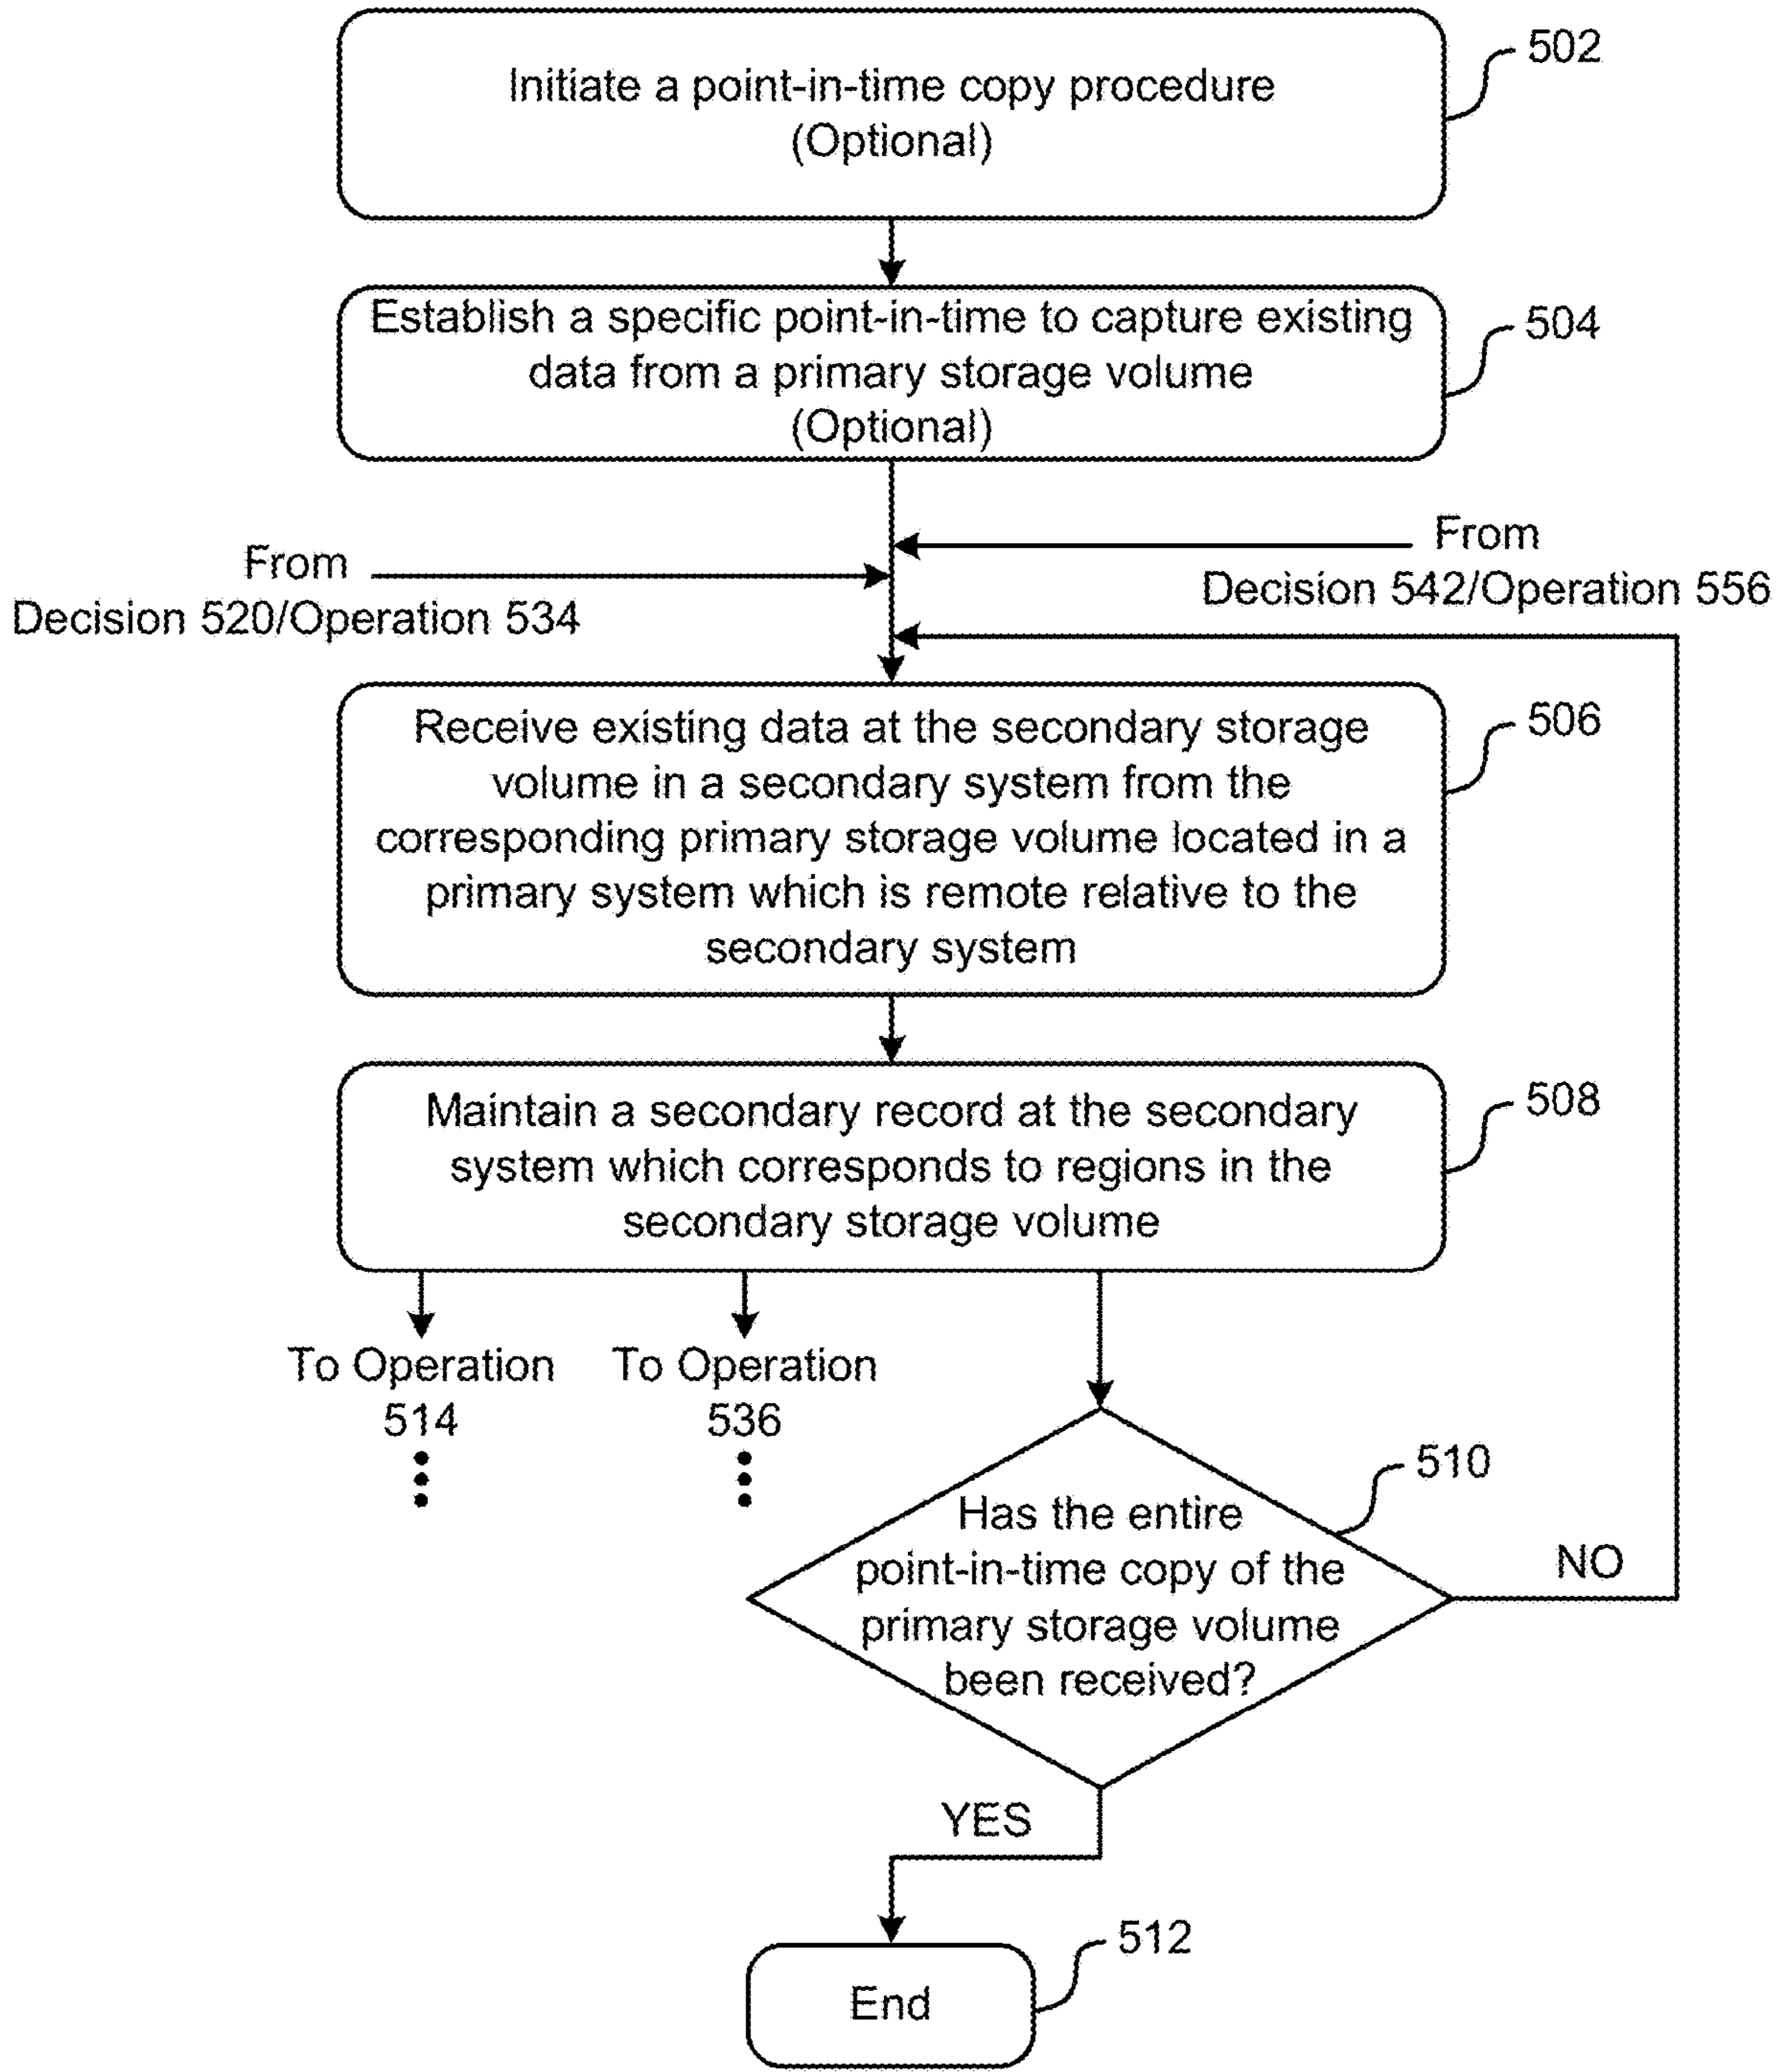 Initiate a point-in-time copy procedure
(Optional)
502
Establish a specific point-in-time to capture existing
data from a primary storage volume
(Optional)
504
From
Decision 520/Operation 534
From
Decision 542/Operation 556
Receive existing data at the secondary storage
volume in a secondary system from the
corresponding primary storage volume located in a
primary system which is remote relative to the
secondary system
506
Maintain a secondary record at the secondary
system which corresponds to regions in the
secondary storage volume
508
To Operation
514
To Operation
536
Has the entire
point-in-time copy of the
primary storage volume
been received?
510
NO
YES
End
512